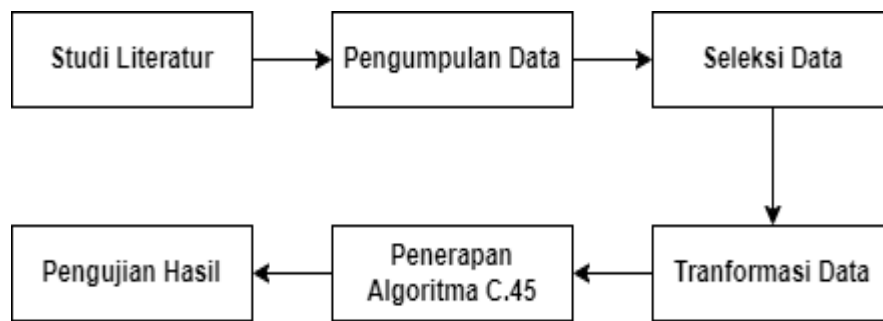 Studi Literatur
Pengumpulan Data
Seleksi Data
Tranformasi Data
Penerapan
Algoritma C.45
Pengujian Hasil